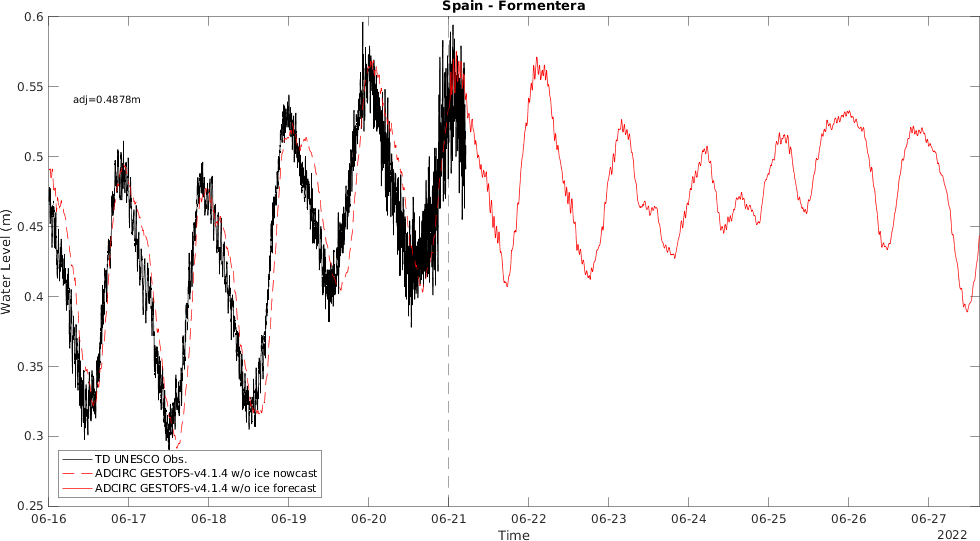 Spain - Formentera
0.6
0.55
0.5
0.45
0.4
0.35
0.3
0.25
Water Level (m)
adj=0.4878m
TD UNESCO Obs.
ADCIRC GESTOFS-v4.1.4 w/o ice nowcast
ADCIRC GESTOFS-v4.1.4 w/o ice forecast
06-16 06-17 06-18 06-19 06-20 06-21 06-22 06-23 06-24 06-25 06-26 06-27
Time
2022